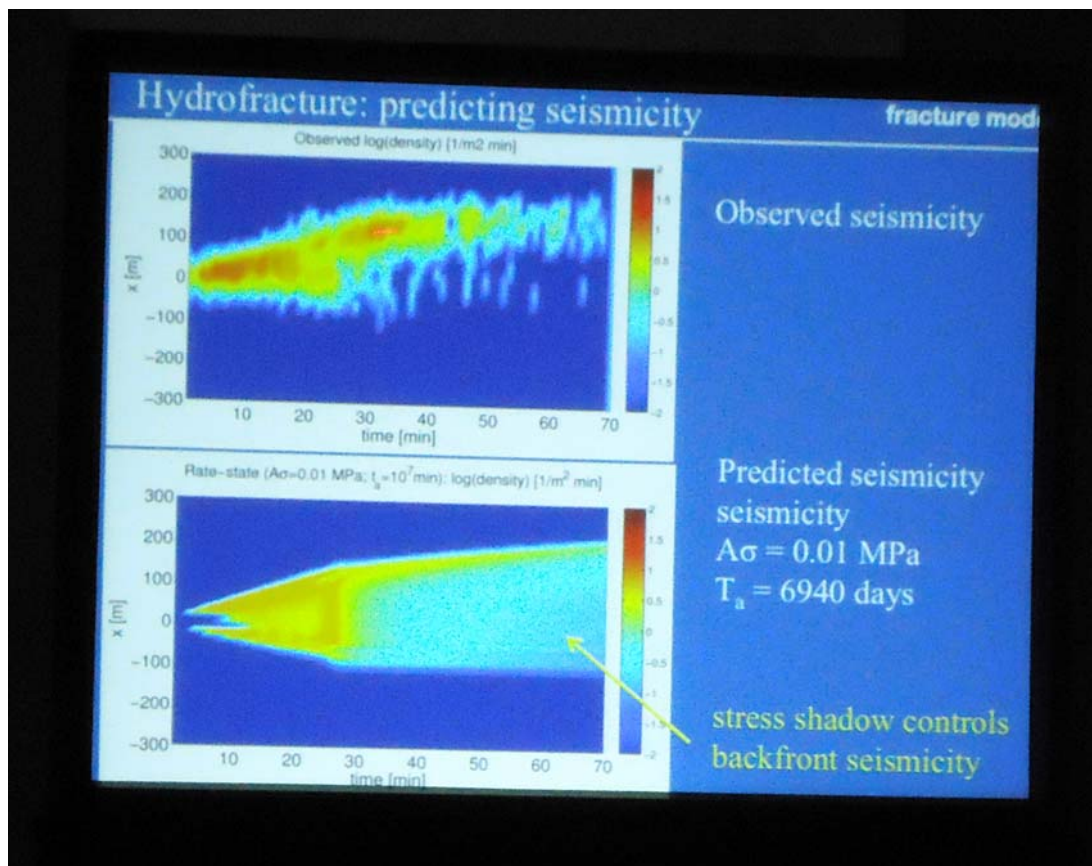 Hydrofracture: predicting seismicity
fracture mod
Observed log(density) [1/m2 min]
300
200
100
0
−100
−200
−300
x [m]
10 20 30 40 50 60 70
time [min]
2
1.5
1
0.5
0
−0.5
−1
−1.5
−2
Observed seismicity
Rate−state (Aσ=0.01 MPa; t_a=10^7min): log(density) [1/m^2 min]
300
200
100
0
−100
−200
−300
x [m]
10 20 30 40 50 60 70
time [min]
2
1.5
1
0.5
0
−0.5
−1
−1.5
−2
Predicted seismicity
seismicity
Aσ = 0.01 MPa
T_a = 6940 days
stress shadow controls
backfront seismicity